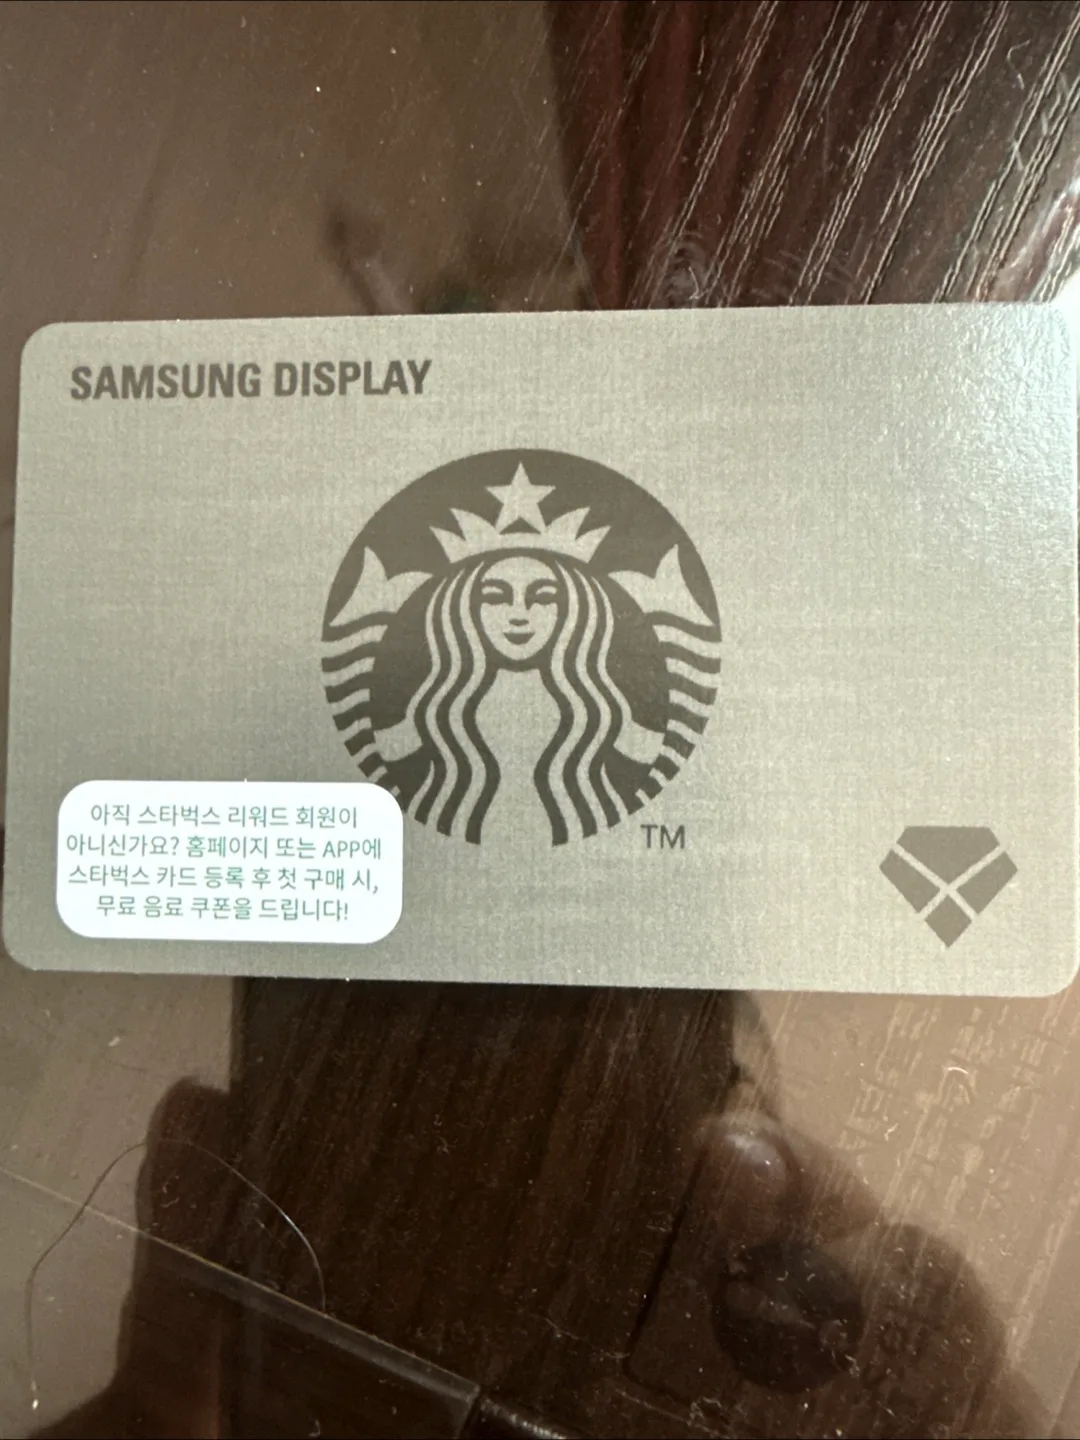 SAMSUNG DISPLAY
TM
아직 스타벅스 리워드 회원이
아니신가요? 홈페이지 또는 APP에
스타벅스 카드 등록 후 첫 구매 시,
무료 음료 쿠폰을 드립니다!